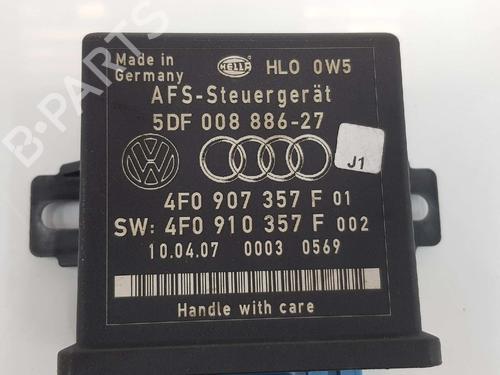 Made in
Germany
HELLA
HLO 0W5
AFS-Steuergerät
5DF 008 886-27
J1
4F0 907 357 F 01
SW: 4F0 910 357 F 002
10.04.07 0003 0569
Handle with care